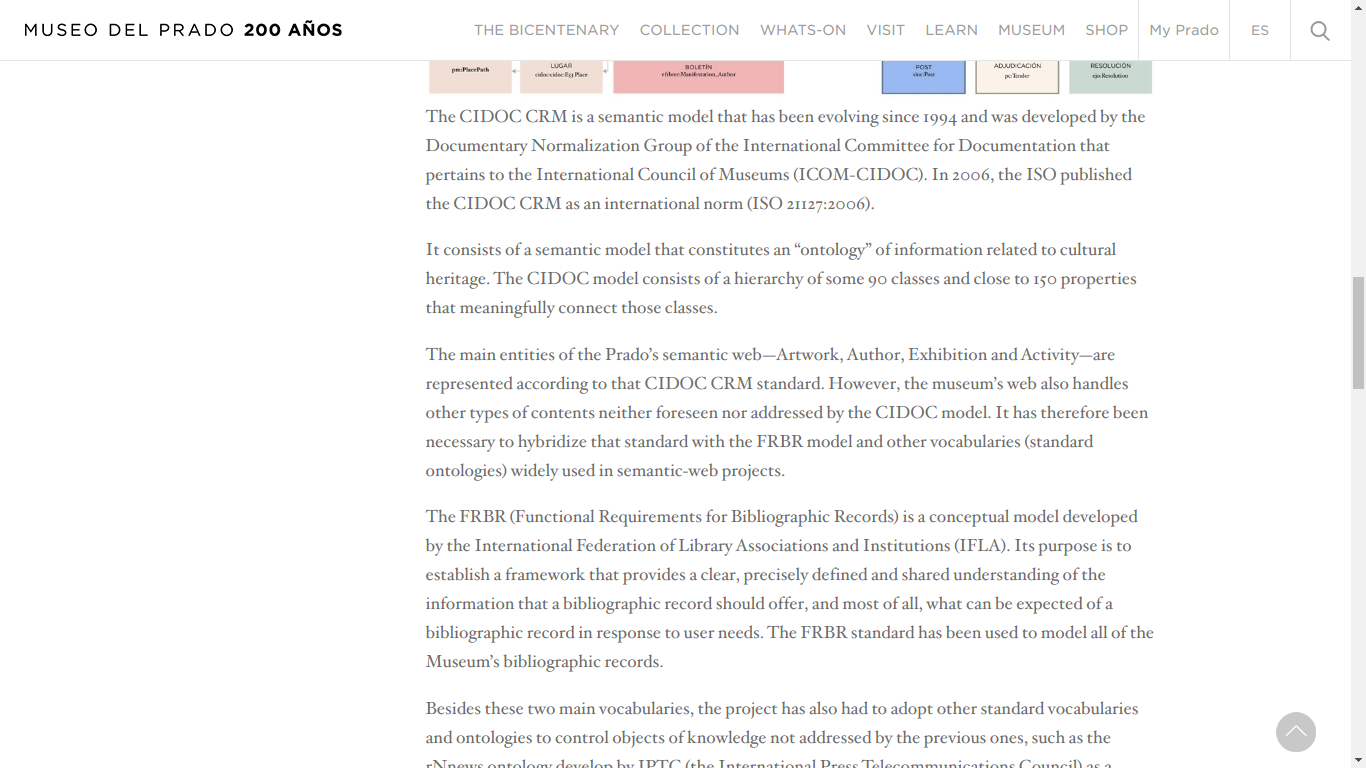 MUSEO DEL PRADO 200 AÑOS
THE BICENTENARY COLLECTION WHATS-ON VISIT LEARN MUSEUM SHOP My Prado ES
pm:PlacePath
LUGAR
cidoc:cidoc:E53 Place
BOLETÍN
efrbrer:Manifestation_Author
POST
sioc:Post
ADJUDICACIÓN
pc:Tender
RESOLUCIÓN
ejo:Resolution
The CIDOC CRM is a semantic model that has been evolving since 1994 and was developed by the
Documentary Normalization Group of the International Committee for Documentation that
pertains to the International Council of Museums (ICOM-CIDOC). In 2006, the ISO published
the CIDOC CRM as an international norm (ISO 21127:2006).
It consists of a semantic model that constitutes an “ontology” of information related to cultural
heritage. The CIDOC model consists of a hierarchy of some 90 classes and close to 150 properties
that meaningfully connect those classes.
The main entities of the Prado’s semantic web—Artwork, Author, Exhibition and Activity—are
represented according to that CIDOC CRM standard. However, the museum’s web also handles
other types of contents neither foreseen nor addressed by the CIDOC model. It has therefore been
necessary to hybridize that standard with the FRBR model and other vocabularies (standard
ontologies) widely used in semantic-web projects.
The FRBR (Functional Requirements for Bibliographic Records) is a conceptual model developed
by the International Federation of Library Associations and Institutions (IFLA). Its purpose is to
establish a framework that provides a clear, precisely defined and shared understanding of the
information that a bibliographic record should offer, and most of all, what can be expected of a
bibliographic record in response to user needs. The FRBR standard has been used to model all of the
Museum’s bibliographic records.
Besides these two main vocabularies, the project has also had to adopt other standard vocabularies
and ontologies to control objects of knowledge not addressed by the previous ones, such as the
rNnews ontology develop by IPTC (the International Press Telecommunications Council) as a